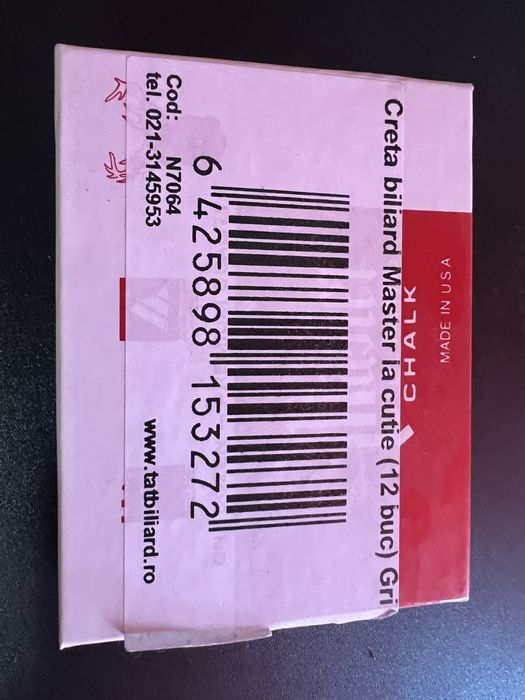 Creta biliard Master la cutie (12 buc) Gri
CHALK
MADE IN USA
6 425898 153272
Cod: N7064
tel. 021-3145953
www.tatbiliard.ro